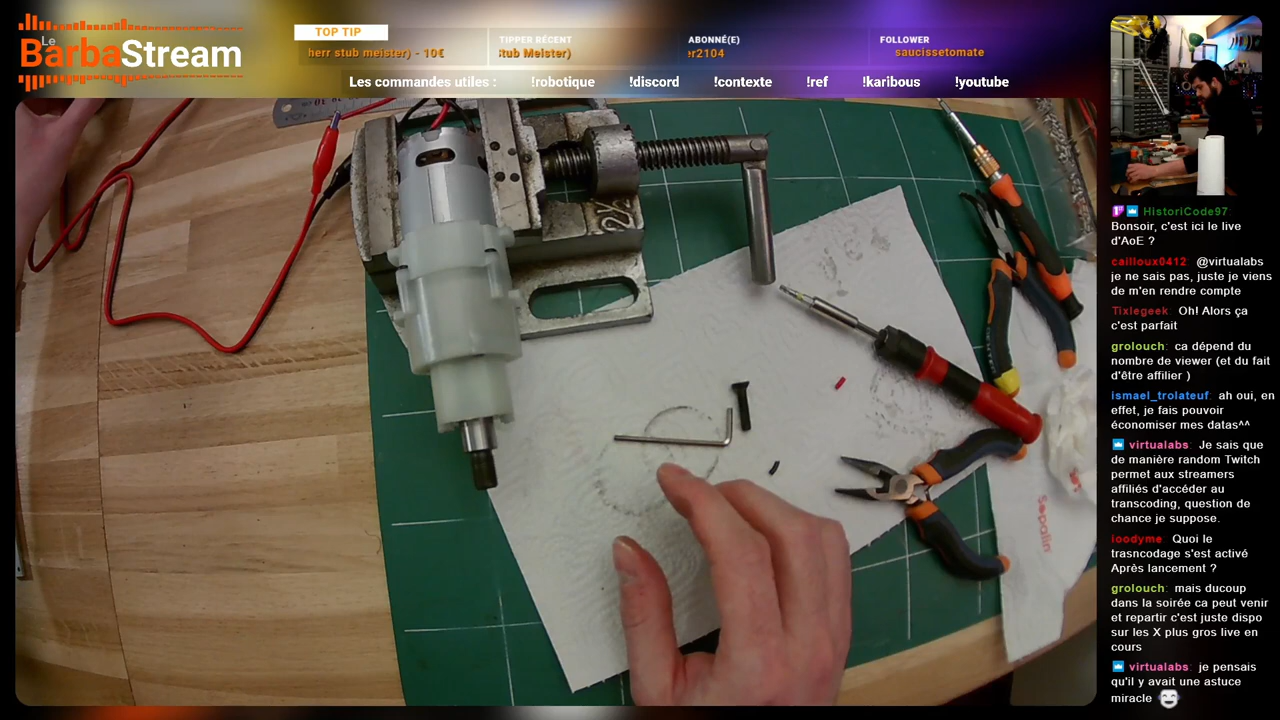 Le
BarbaStream
TOP TIP
herr stub meister) - 10€
TIPPER RÉCENT
Stub Meister)
ABONNÉ(E)
er2104
FOLLOWER
saucissetomate
Les commandes utiles : !robotique !discord !contexte !ref !karibous !youtube
HistoriCode97:
Bonsoir, c'est ici le live
d'AoE ?
cailloux0412: @virtualabs
je ne sais pas, juste je viens
de m'en rendre compte
Tixlegeek: Oh! Alors ça
c'est parfait
grolouch: ca dépend du
nombre de viewer (et du fait
d'être affilier )
ismael_trolateuf: ah oui, en
effet, je fais pouvoir
économiser mes datas^^
virtualabs: Je sais que
de manière random Twitch
permet aux streamers
affiliés d'accéder au
transcoding, question de
chance je suppose.
ioodyme: Quoi le
trasncodage s'est activé
Après lancement ?
grolouch: mais ducoup
dans la soirée ca peut venir
et repartir c'est juste dispo
sur les X plus gros live en
cours
virtualabs: je pensais
qu'il y avait une astuce
miracle
2½
Sopalin